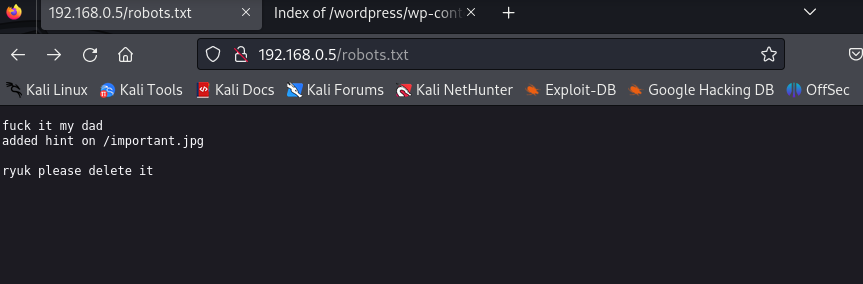 192.168.0.5/robots.txt
Index of /wordpress/wp-cont
192.168.0.5/robots.txt
Kali Linux
Kali Tools
Kali Docs
Kali Forums
Kali NetHunter
Exploit-DB
Google Hacking DB
OffSec
fuck it my dad
added hint on /important.jpg
ryuk please delete it